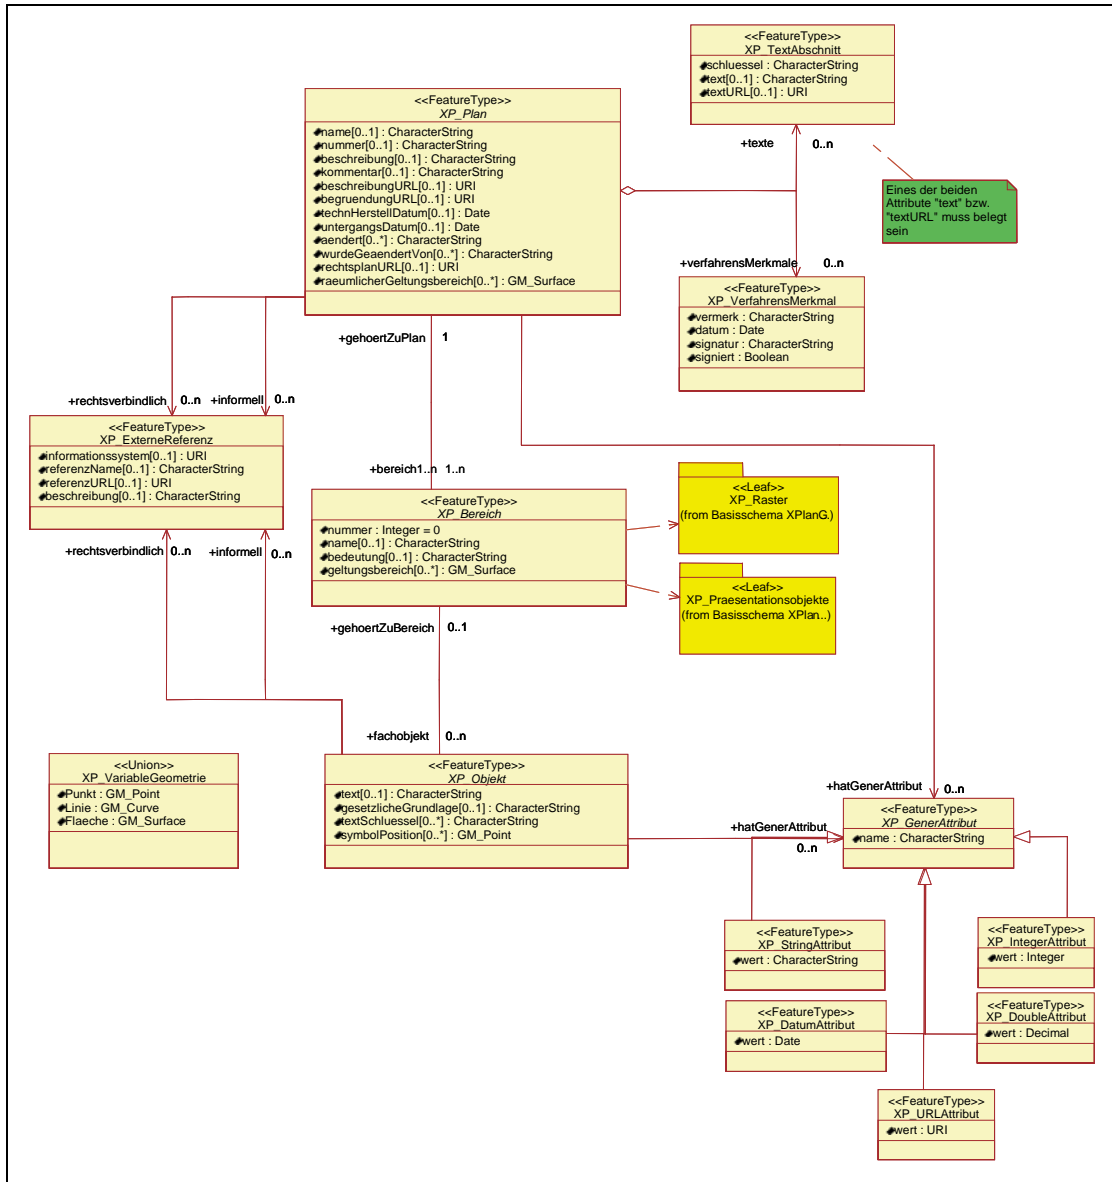 <<FeatureType>>
XP_TextAbschnitt
schluessel : CharacterString
text[0..1] : CharacterString
textURL[0..1] : URI
<<FeatureType>>
XP_Plan
name[0..1] : CharacterString
nummer[0..1] : CharacterString
beschreibung[0..1] : CharacterString
kommentar[0..1] : CharacterString
beschreibungURL[0..1] : URI
begruendungURL[0..1] : URI
technHerstellDatum[0..1] : Date
untergangsDatum[0..1] : Date
aendert[0..*] : CharacterString
wurdeGeaendertVon[0..*] : CharacterString
rechtsplanURL[0..1] : URI
raeumlicherGeltungsbereich[0..*] : GM_Surface
+texte 0..n
Eines der beiden
Attribute "text" bzw.
"textURL" muss belegt
sein
+verfahrensMerkmale 0..n
<<FeatureType>>
XP_VerfahrensMerkmal
vermerk : CharacterString
datum : Date
signatur : CharacterString
signiert : Boolean
+gehoertZuPlan 1
+rechtsverbindlich 0..n +informell 0..n
<<FeatureType>>
XP_ExterneReferenz
informationssystem[0..1] : URI
referenzName[0..1] : CharacterString
referenzURL[0..1] : URI
beschreibung[0..1] : CharacterString
+rechtsverbindlich 0..n +informell 0..n
+bereich1..n 1..n
<<FeatureType>>
XP_Bereich
nummer : Integer = 0
name[0..1] : CharacterString
bedeutung[0..1] : CharacterString
geltungsbereich[0..*] : GM_Surface
<<Leaf>>
XP_Raster
(from Basisschema XPlanG.)
<<Leaf>>
XP_Praesentationsobjekte
(from Basisschema XPlan..)
+gehoertZuBereich 0..1
+fachobjekt 0..n
<<Union>>
XP_VariableGeometrie
Punkt : GM_Point
Linie : GM_Curve
Flaeche : GM_Surface
<<FeatureType>>
XP_Objekt
text[0..1] : CharacterString
gesetzlicheGrundlage[0..1] : CharacterString
textSchluessel[0..*] : CharacterString
symbolPosition[0..*] : GM_Point
+hatGenerAttribut 0..n
+hatGenerAttribut
0..n
<<FeatureType>>
XP_GenerAttribut
name : CharacterString
<<FeatureType>>
XP_StringAttribut
wert : CharacterString
<<FeatureType>>
XP_IntegerAttribut
wert : Integer
<<FeatureType>>
XP_DatumAttribut
wert : Date
<<FeatureType>>
XP_DoubleAttribut
wert : Decimal
<<FeatureType>>
XP_URLAttribut
wert : URI